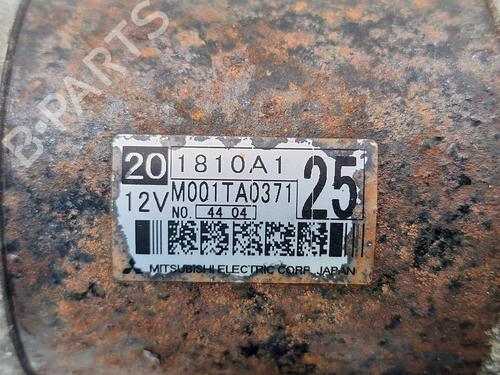 B-PARTS
20 1810A1 25
12V M001TA0371
NO. 44 04
MITSUBISHI ELECTRIC CORP. JAPAN